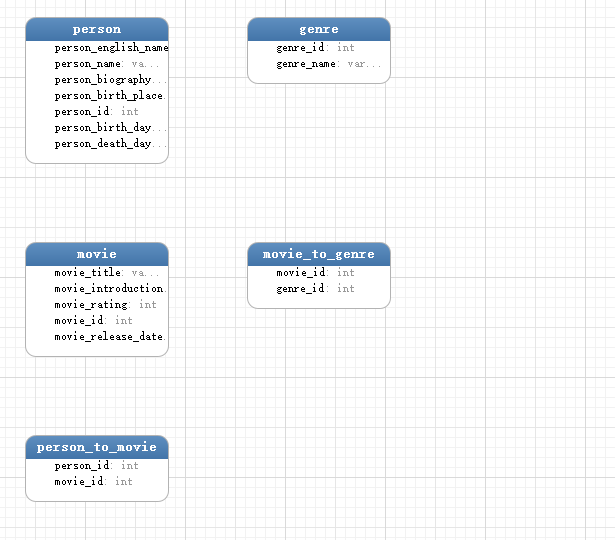 person
person_english_name
person_name: va...
person_biography...
person_birth_place.
person_id: int
person_birth_day...
person_death_day...
genre
genre_id: int
genre_name: var...
movie
movie_title: va...
movie_introduction.
movie_rating: int
movie_id: int
movie_release_date.
movie_to_genre
movie_id: int
genre_id: int
person_to_movie
person_id: int
movie_id: int